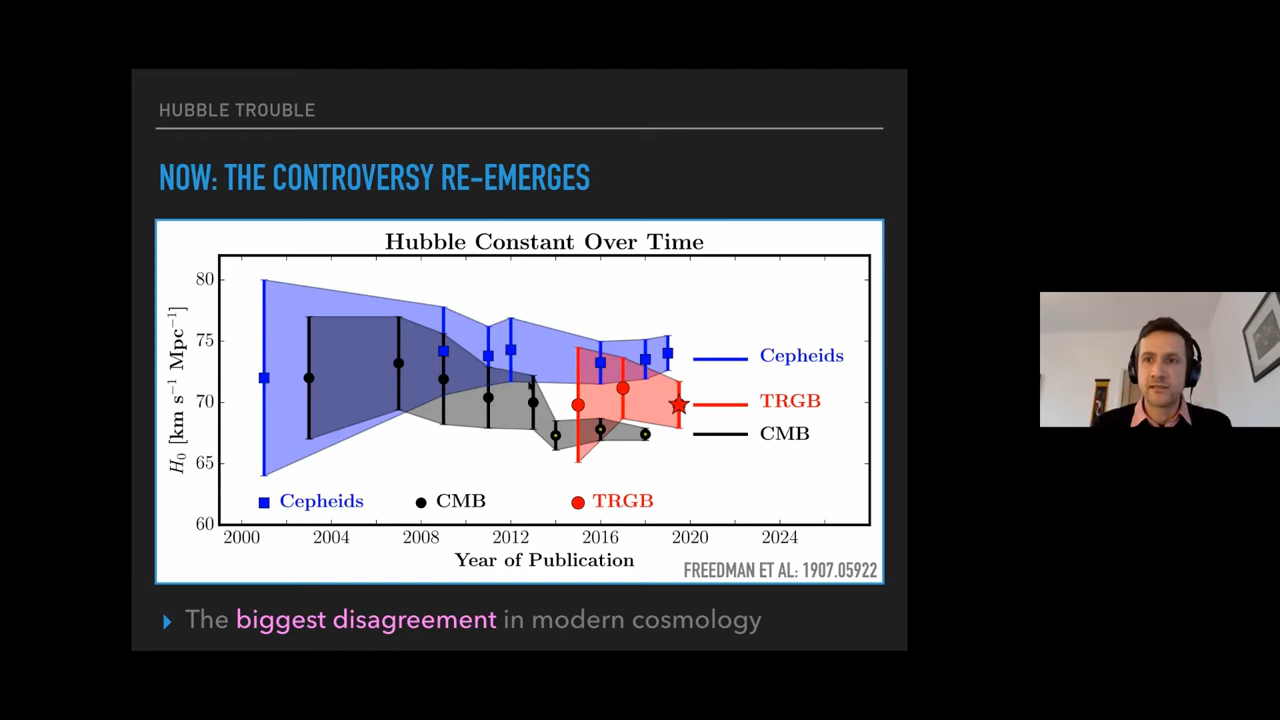 HUBBLE TROUBLE
NOW: THE CONTROVERSY RE-EMERGES
Hubble Constant Over Time
80
75
70
65
60
H₀ [km s⁻¹ Mpc⁻¹]
Cepheids
TRGB
CMB
Cepheids CMB TRGB
2000 2004 2008 2012 2016 2020 2024
Year of Publication
FREEDMAN ET AL: 1907.05922
The biggest disagreement in modern cosmology